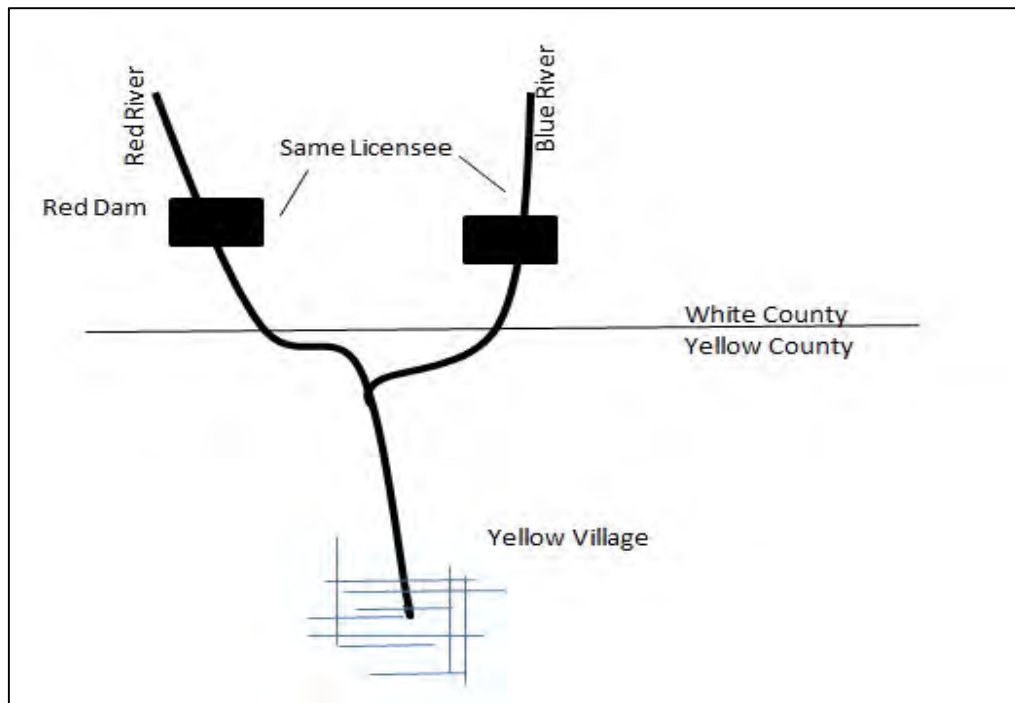 Red River
Blue River
Same Licensee
Red Dam
White County
Yellow County
Yellow Village